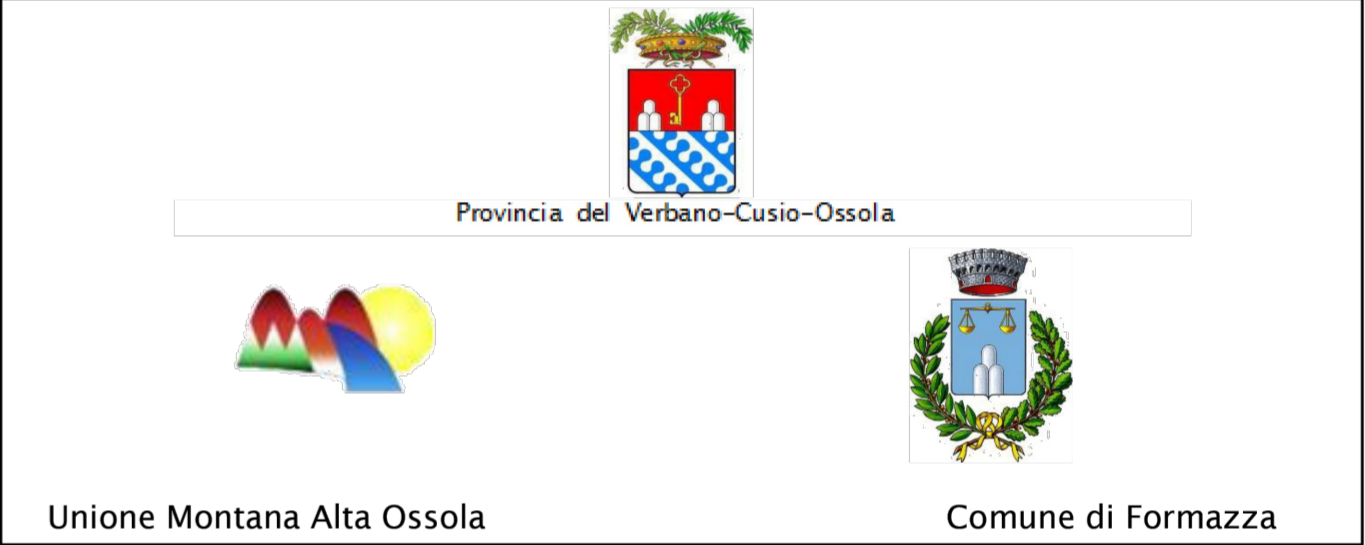 Provincia del Verbano-Cusio-Ossola
Unione Montana Alta Ossola
Comune di Formazza